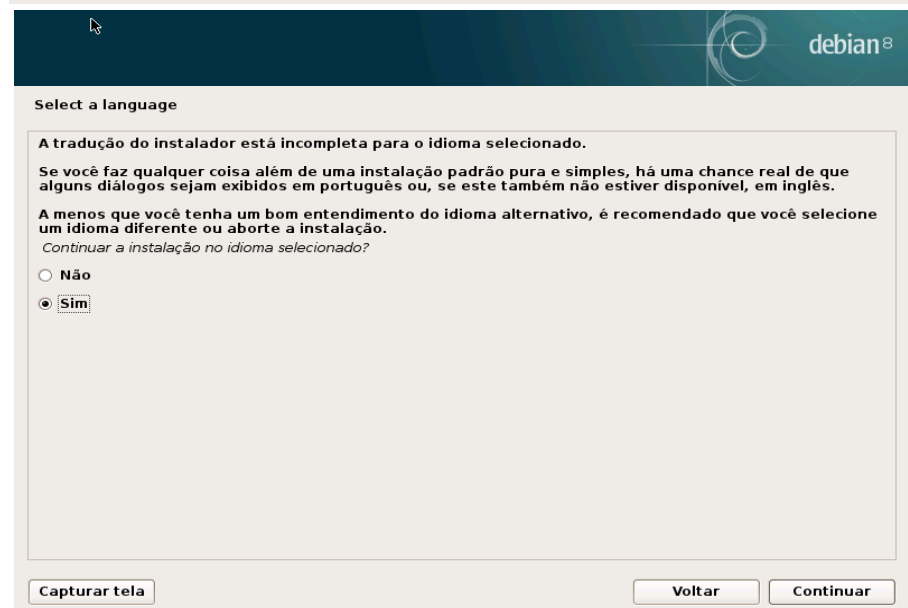 debian 8
Select a language
A tradução do instalador está incompleta para o idioma selecionado.
Se você faz qualquer coisa além de uma instalação padrão pura e simples, há uma chance real de que
alguns diálogos sejam exibidos em português ou, se este também não estiver disponível, em inglês.
A menos que você tenha um bom entendimento do idioma alternativo, é recomendado que você selecione
um idioma diferente ou aborte a instalação.
Continuar a instalação no idioma selecionado?
Não
Sim
Capturar tela
Voltar
Continuar